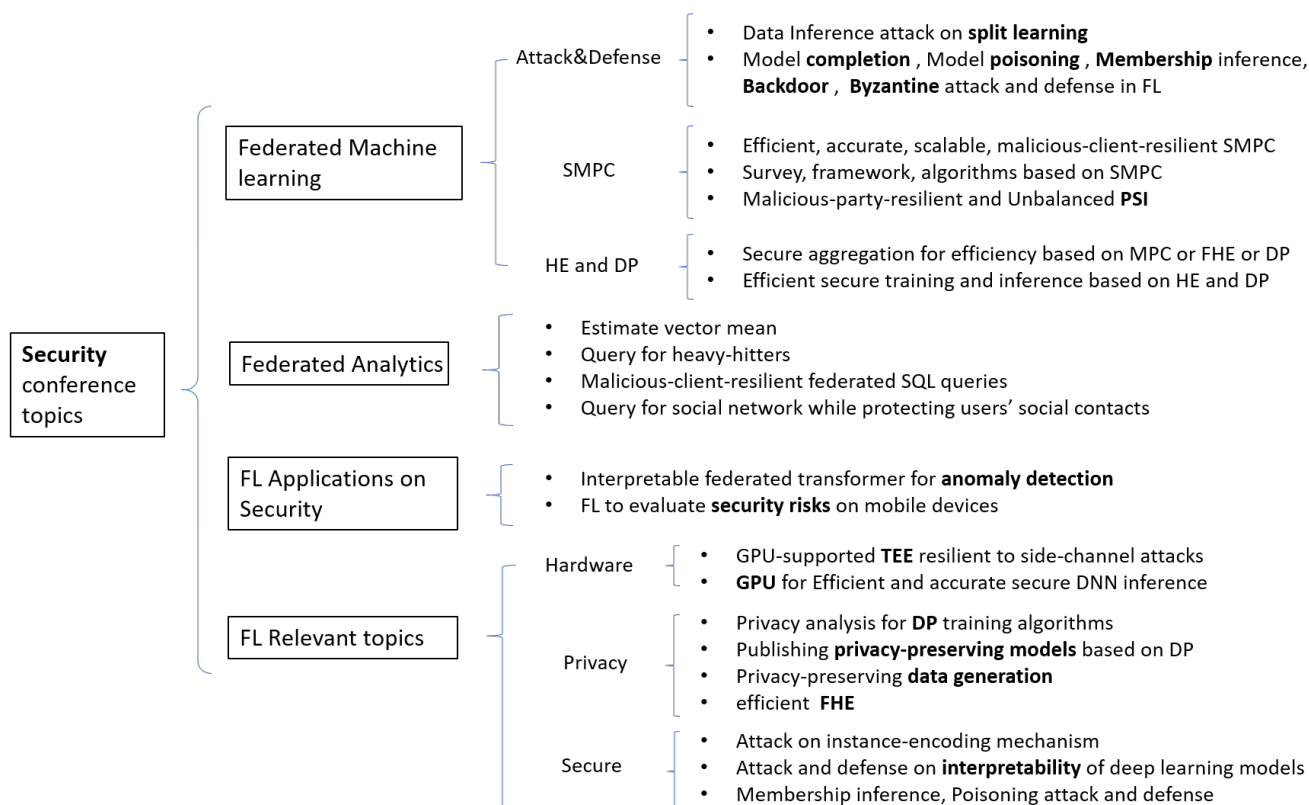 Security
conference
topics
Federated Machine
learning
Attack&Defense
• Data Inference attack on split learning
• Model completion , Model poisoning , Membership inference,
Backdoor , Byzantine attack and defense in FL
SMPC
• Efficient, accurate, scalable, malicious-client-resilient SMPC
• Survey, framework, algorithms based on SMPC
• Malicious-party-resilient and Unbalanced PSI
HE and DP
• Secure aggregation for efficiency based on MPC or FHE or DP
• Efficient secure training and inference based on HE and DP
Federated Analytics
• Estimate vector mean
• Query for heavy-hitters
• Malicious-client-resilient federated SQL queries
• Query for social network while protecting users’ social contacts
FL Applications on
Security
• Interpretable federated transformer for anomaly detection
• FL to evaluate security risks on mobile devices
FL Relevant topics
Hardware
• GPU-supported TEE resilient to side-channel attacks
• GPU for Efficient and accurate secure DNN inference
Privacy
• Privacy analysis for DP training algorithms
• Publishing privacy-preserving models based on DP
• Privacy-preserving data generation
• efficient FHE
Secure
• Attack on instance-encoding mechanism
• Attack and defense on interpretability of deep learning models
• Membership inference, Poisoning attack and defense